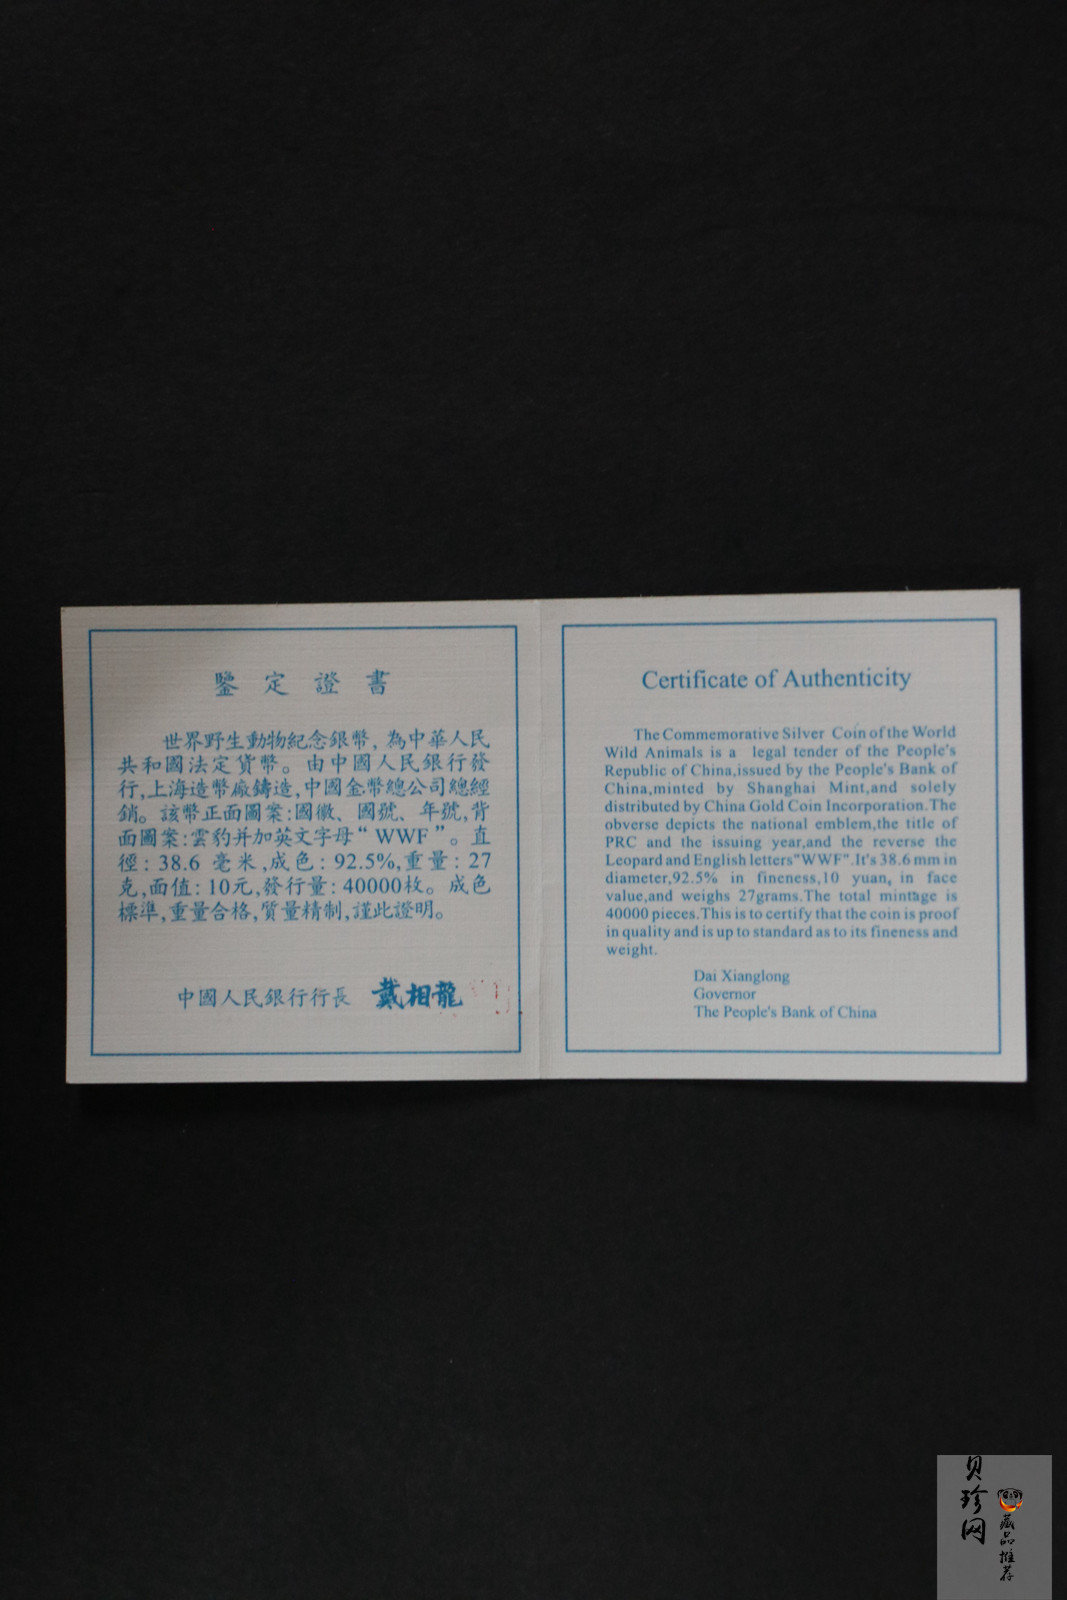 鑒定證書
世界野生動物紀念銀幣，為中華人民
共和國法定貨幣。由中國人民銀行發
行,上海造幣廠鑄造,中國金幣總公司總經
銷。該幣正面圖案:國徽、國號、年號,背
面圖案:雲豹并加英文字母“WWF”。直
徑:38.6毫米,成色:92.5%,重量:27
克,面值:10元,發行量:40000枚。成色
標準,重量合格,質量精制,謹此證明。
中國人民銀行行長 戴相龍
Certificate of Authenticity
The Commemorative Silver Coin of the World
Wild Animals is a legal tender of the People's
Republic of China,issued by the People's Bank of
China,minted by Shanghai Mint,and solely
distributed by China Gold Coin Incorporation.The
obverse depicts the national emblem,the title of
PRC and the issuing year,and the reverse the
Leopard and English letters"WWF".It's 38.6 mm in
diameter,92.5% in fineness,10 yuan, in face
value,and weighs 27grams.The total mintage is
40000 pieces.This is to certify that the coin is proof
in quality and is up to standard as to its fineness and
weight.
Dai Xianglong
Governor
The People's Bank of China
贝珍网
藏品推荐